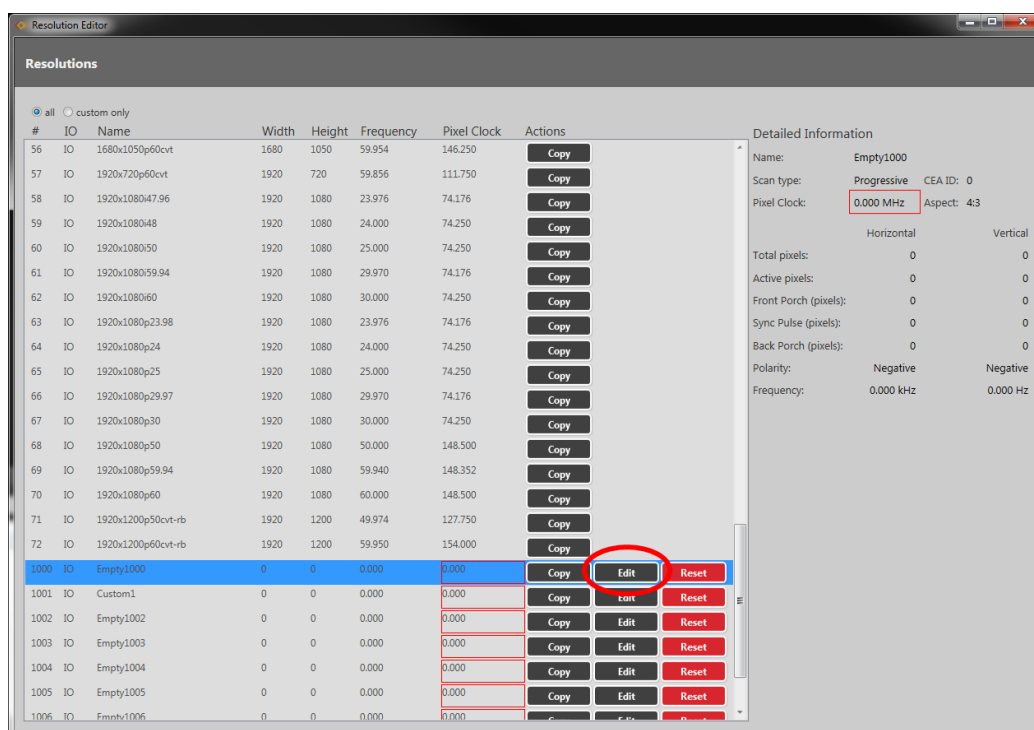 Resolution Editor
Resolutions
all custom only
# IO Name Width Height Frequency Pixel Clock Actions
56 IO 1680x1050p60cvt 1680 1050 59.954 146.250 Copy
57 IO 1920x720p60cvt 1920 720 59.856 111.750 Copy
58 IO 1920x1080i47.96 1920 1080 23.976 74.176 Copy
59 IO 1920x1080i48 1920 1080 24.000 74.250 Copy
60 IO 1920x1080i50 1920 1080 25.000 74.250 Copy
61 IO 1920x1080i59.94 1920 1080 29.970 74.176 Copy
62 IO 1920x1080i60 1920 1080 30.000 74.250 Copy
63 IO 1920x1080p23.98 1920 1080 23.976 74.176 Copy
64 IO 1920x1080p24 1920 1080 24.000 74.250 Copy
65 IO 1920x1080p25 1920 1080 25.000 74.250 Copy
66 IO 1920x1080p29.97 1920 1080 29.970 74.176 Copy
67 IO 1920x1080p30 1920 1080 30.000 74.250 Copy
68 IO 1920x1080p50 1920 1080 50.000 148.500 Copy
69 IO 1920x1080p59.94 1920 1080 59.940 148.352 Copy
70 IO 1920x1080p60 1920 1080 60.000 148.500 Copy
71 IO 1920x1200p50cvt-rb 1920 1200 49.974 127.750 Copy
72 IO 1920x1200p60cvt-rb 1920 1200 59.950 154.000 Copy
1000 IO Empty1000 0 0 0.000 0.000 Copy Edit Reset
1001 IO Custom1 0 0 0.000 0.000 Copy Edit Reset
1002 IO Empty1002 0 0 0.000 0.000 Copy Edit Reset
1003 IO Empty1003 0 0 0.000 0.000 Copy Edit Reset
1004 IO Empty1004 0 0 0.000 0.000 Copy Edit Reset
1005 IO Empty1005 0 0 0.000 0.000 Copy Edit Reset
1006 IO Empty1006 0 0 0.000 0.000 Copy Edit Reset
Detailed Information
Name: Empty1000
Scan type: Progressive CEA ID: 0
Pixel Clock: 0.000 MHz Aspect: 4:3
Horizontal Vertical
Total pixels: 0 0
Active pixels: 0 0
Front Porch (pixels): 0 0
Sync Pulse (pixels): 0 0
Back Porch (pixels): 0 0
Polarity: Negative Negative
Frequency: 0.000 kHz 0.000 Hz